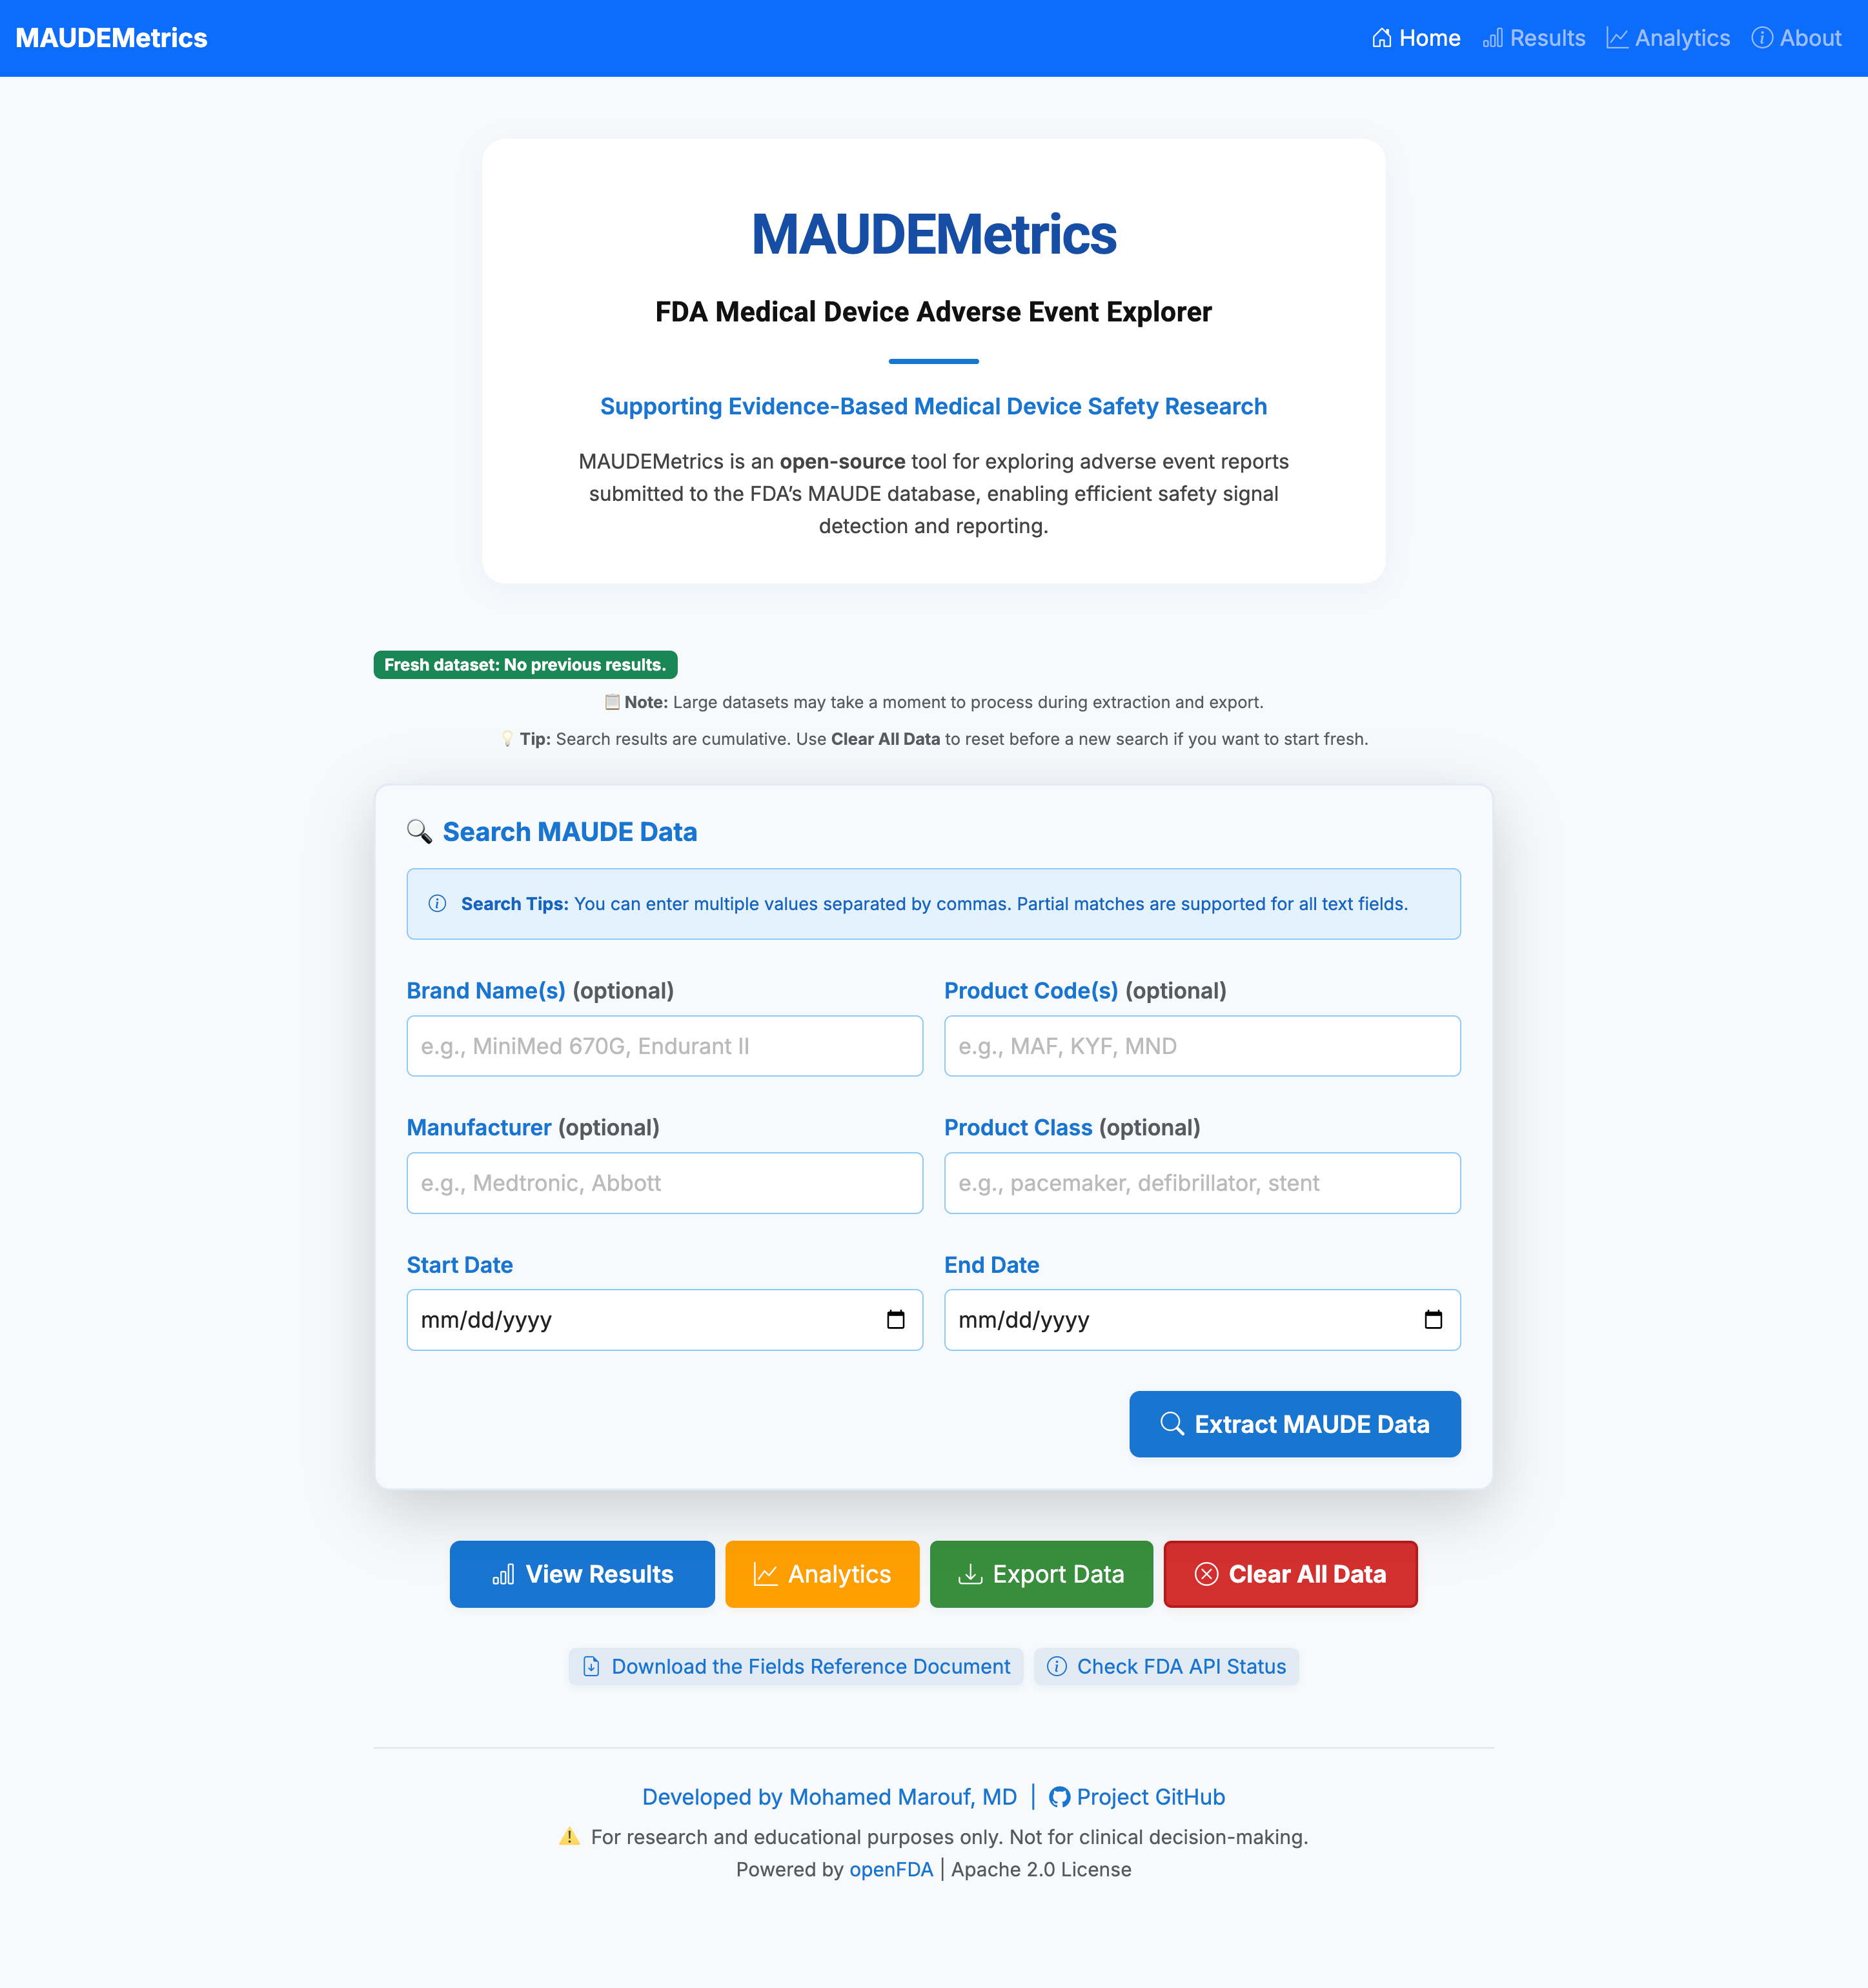 MAUDEMetrics
Home Results Analytics About
MAUDEMetrics
FDA Medical Device Adverse Event Explorer
Supporting Evidence-Based Medical Device Safety Research
MAUDEMetrics is an open-source tool for exploring adverse event reports
submitted to the FDA’s MAUDE database, enabling efficient safety signal
detection and reporting.
Fresh dataset: No previous results.
Note: Large datasets may take a moment to process during extraction and export.
Tip: Search results are cumulative. Use Clear All Data to reset before a new search if you want to start fresh.
Search MAUDE Data
Search Tips: You can enter multiple values separated by commas. Partial matches are supported for all text fields.
Brand Name(s) (optional)
e.g., MiniMed 670G, Endurant II
Product Code(s) (optional)
e.g., MAF, KYF, MND
Manufacturer (optional)
e.g., Medtronic, Abbott
Product Class (optional)
e.g., pacemaker, defibrillator, stent
Start Date
mm/dd/yyyy
End Date
mm/dd/yyyy
Extract MAUDE Data
View Results
Analytics
Export Data
Clear All Data
Download the Fields Reference Document
Check FDA API Status
Developed by Mohamed Marouf, MD | Project GitHub
For research and educational purposes only. Not for clinical decision-making.
Powered by openFDA | Apache 2.0 License